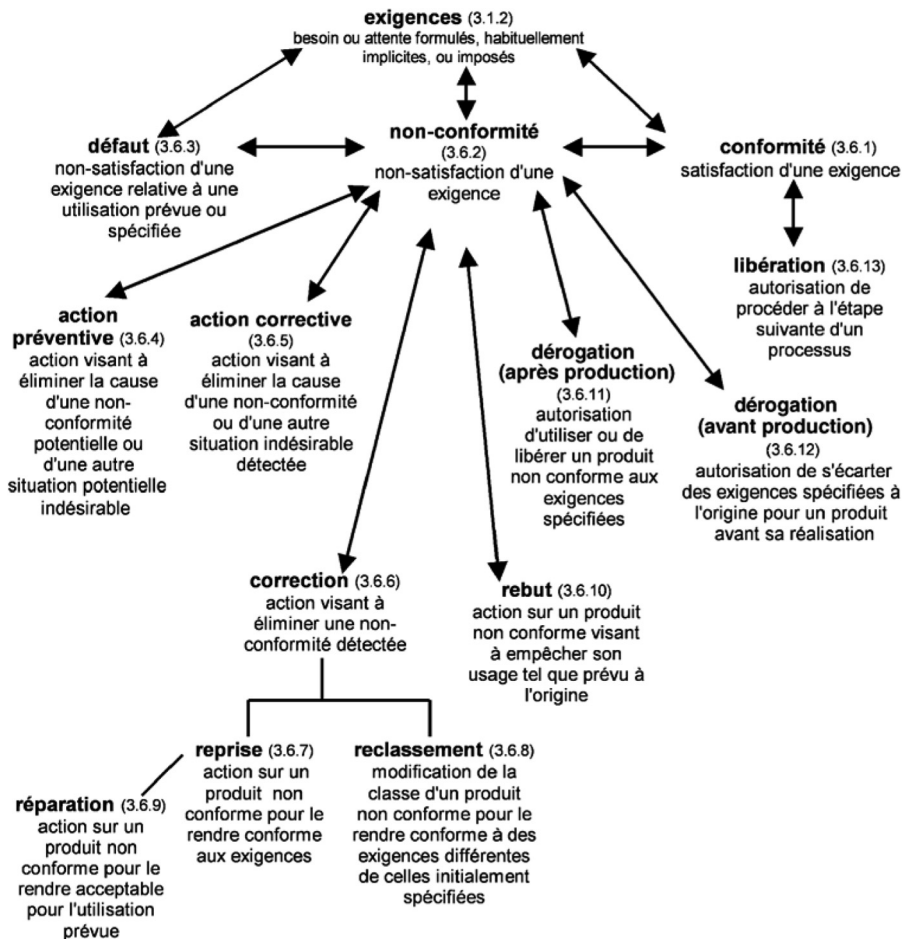 exigences (3.1.2)
besoin ou attente formulés, habituellement
implicites, ou imposés
défaut (3.6.3)
non-satisfaction d'une
exigence relative à une
utilisation prévue ou
spécifiée
non-conformité
(3.6.2)
non-satisfaction d'une
exigence
conformité (3.6.1)
satisfaction d'une exigence
libération (3.6.13)
autorisation de
procéder à l'étape
suivante d'un
processus
action
préventive (3.6.4)
action visant à
éliminer la cause
d'une non-
conformité
potentielle ou
d'une autre
situation potentielle
indésirable
action corrective
(3.6.5)
action visant à
éliminer la cause
d'une non-conformité
ou d'une autre
situation indésirable
détectée
dérogation
(après production)
(3.6.11)
autorisation
d'utiliser ou de
libérer un produit
non conforme aux
exigences
spécifiées
dérogation
(avant production)
(3.6.12)
autorisation de s'écarter
des exigences spécifiées à
l'origine pour un produit
avant sa réalisation
correction (3.6.6)
action visant à
éliminer une non-
conformité détectée
rebut (3.6.10)
action sur un produit
non conforme visant
à empêcher son
usage tel que prévu à
l'origine
reprise (3.6.7)
action sur un
produit non
conforme pour le
rendre conforme
aux exigences
reclassement (3.6.8)
modification de la
classe d'un produit
non conforme pour le
rendre conforme à des
exigences différentes
de celles initialement
spécifiées
réparation (3.6.9)
action sur un
produit non
conforme pour le
rendre acceptable
pour l'utilisation
prévue